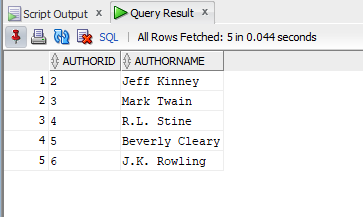 Script Output x Query Result x
SQL | All Rows Fetched: 5 in 0.044 seconds
AUTHORID AUTHORNAME
1 2 Jeff Kinney
2 3 Mark Twain
3 4 R.L. Stine
4 5 Beverly Cleary
5 6 J.K. Rowling